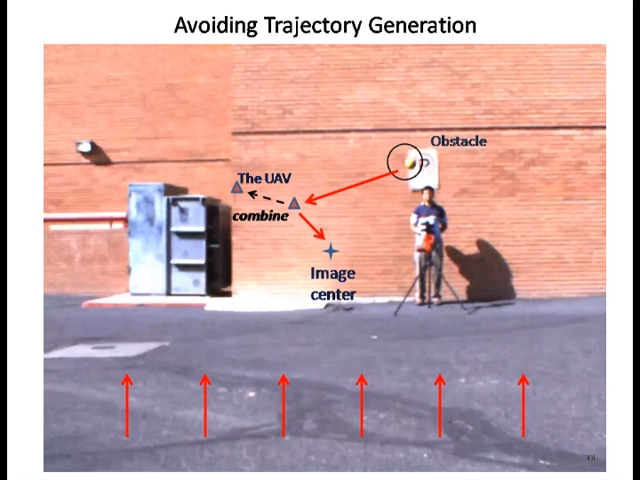 Avoiding Trajectory Generation
Obstacle
The UAV
combine
Image
center